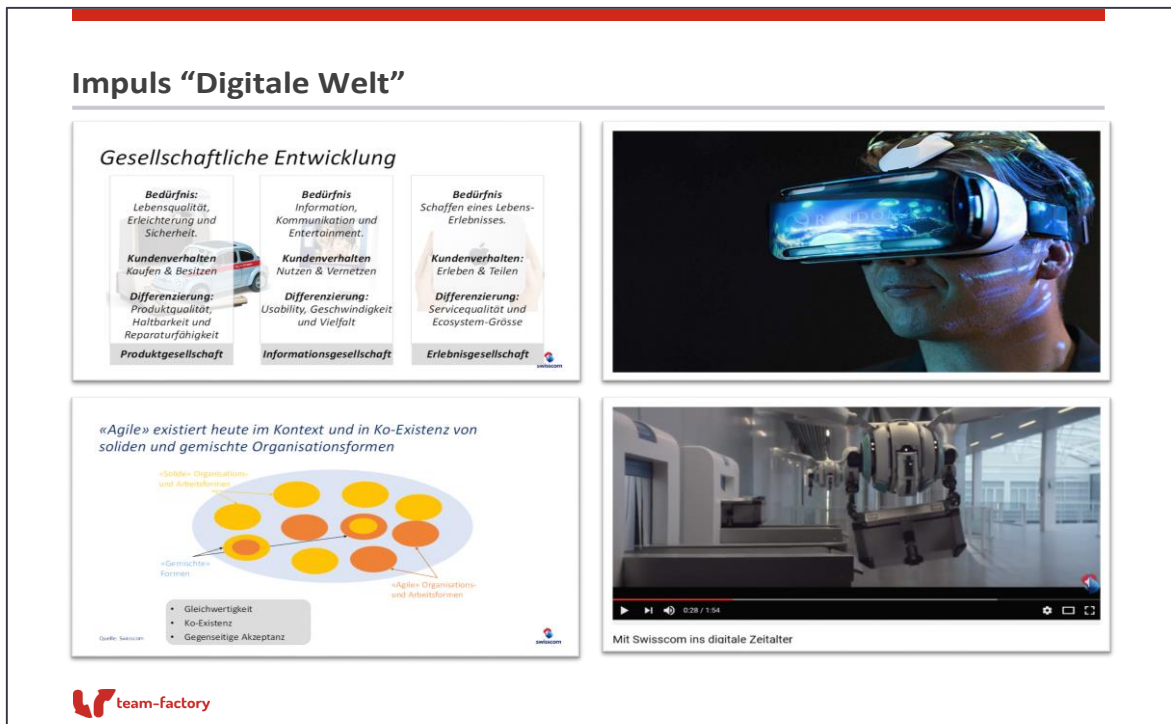 Impuls “Digitale Welt”
Gesellschaftliche Entwicklung
Bedürfnis:
Lebensqualität,
Erleichterung und
Sicherheit.
Kundenverhalten
Kaufen & Besitzen
Differenzierung:
Produktqualität,
Haltbarkeit und
Reparaturfähigkeit
Produktgesellschaft
Bedürfnis
Information,
Kommunikation und
Entertainment.
Kundenverhalten
Nutzen & Vernetzen
Differenzierung:
Usability, Geschwindigkeit
und Vielfalt
Informationsgesellschaft
Bedürfnis
Schaffen eines Lebens-
Erlebnisses.
Kundenverhalten:
Erleben & Teilen
Differenzierung:
Servicequalität und
Ecosystem-Grösse
Erlebnisgesellschaft
swisscom
«Agile» existiert heute im Kontext und in Ko-Existenz von
soliden und gemischte Organisationsformen
«Solide» Organisations-
und Arbeitsformen
«Gemischte»
Formen
«Agile» Organisations-
und Arbeitsformen
• Gleichwertigkeit
• Ko-Existenz
• Gegenseitige Akzeptanz
Quelle: Swisscom
swisscom
0:28 / 1:54
Mit Swisscom ins digitale Zeitalter
team-factory